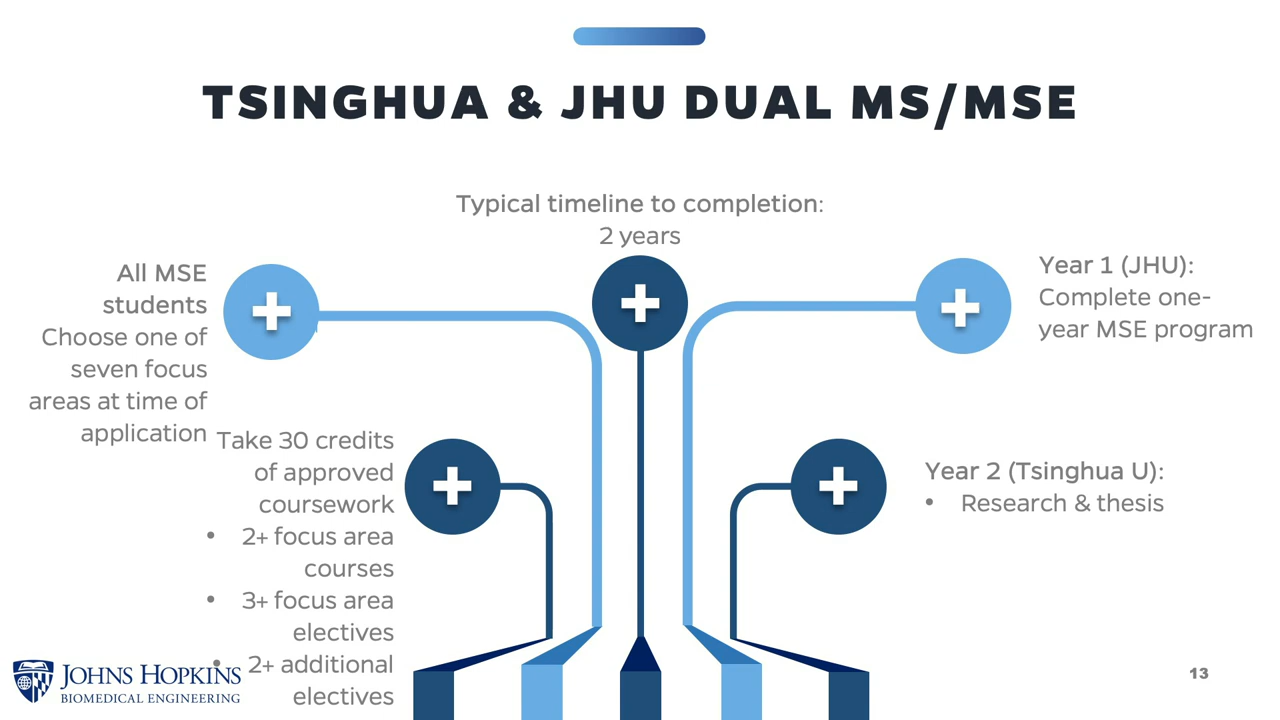 TSINGHUA & JHU DUAL MS/MSE
Typical timeline to completion:
2 years
All MSE
students
Choose one of
seven focus
areas at time of
application
Take 30 credits
of approved
coursework
• 2+ focus area
courses
• 3+ focus area
electives
• 2+ additional
electives
Year 1 (JHU):
Complete one-
year MSE program
Year 2 (Tsinghua U):
• Research & thesis
JOHNS HOPKINS
BIOMEDICAL ENGINEERING
13